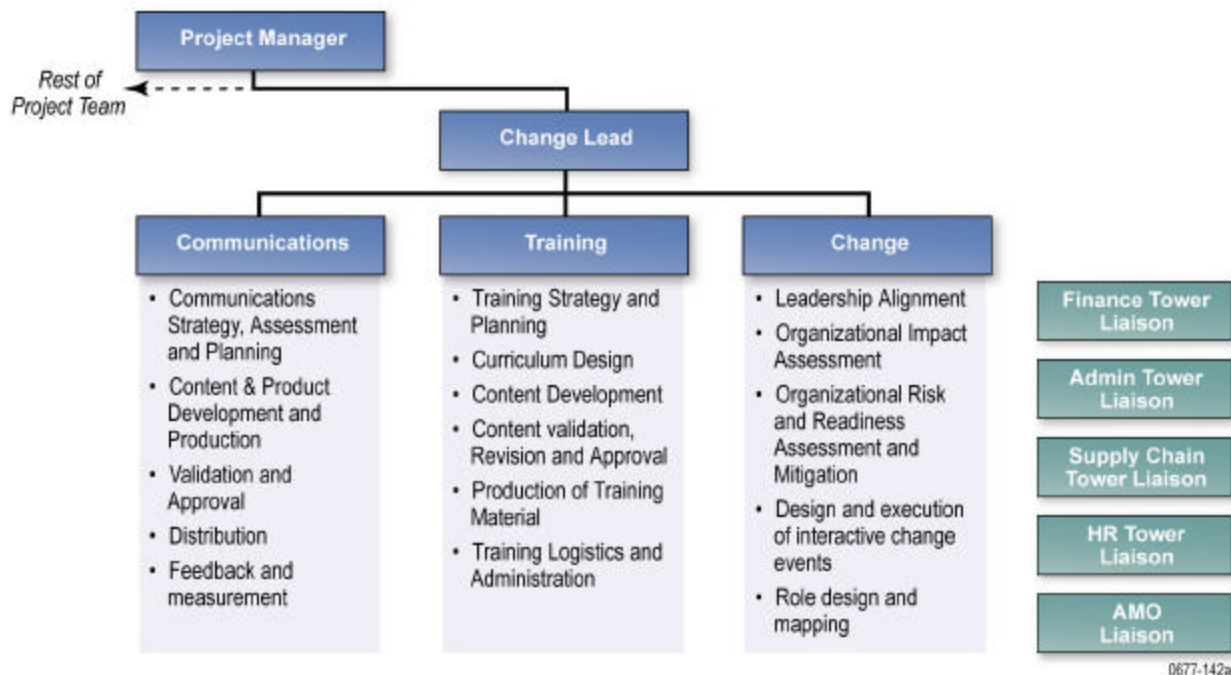 Project Manager
Rest of
Project Team
Change Lead
Communications
• Communications
Strategy, Assessment
and Planning
• Content & Product
Development and
Production
• Validation and
Approval
• Distribution
• Feedback and
measurement
Training
• Training Strategy and
Planning
• Curriculum Design
• Content Development
• Content validation,
Revision and Approval
• Production of Training
Material
• Training Logistics and
Administration
Change
• Leadership Alignment
• Organizational Impact
Assessment
• Organizational Risk
and Readiness
Assessment and
Mitigation
• Design and execution
of interactive change
events
• Role design and
mapping
Finance Tower
Liaison
Admin Tower
Liaison
Supply Chain
Tower Liaison
HR Tower
Liaison
AMO
Liaison
0677-142a